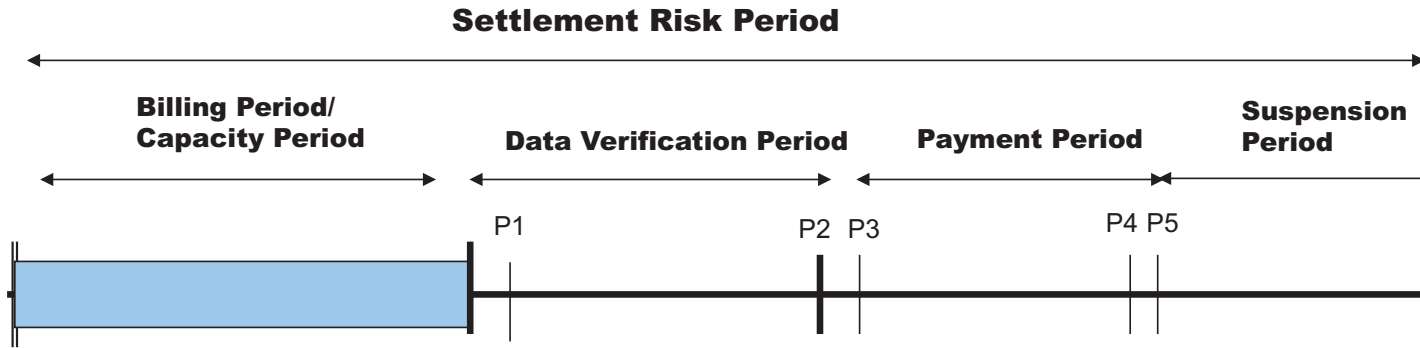 Settlement Risk Period
Billing Period/
Capacity Period
Data Verification Period
Payment Period
Suspension
Period
P1
P2
P3
P4
P5